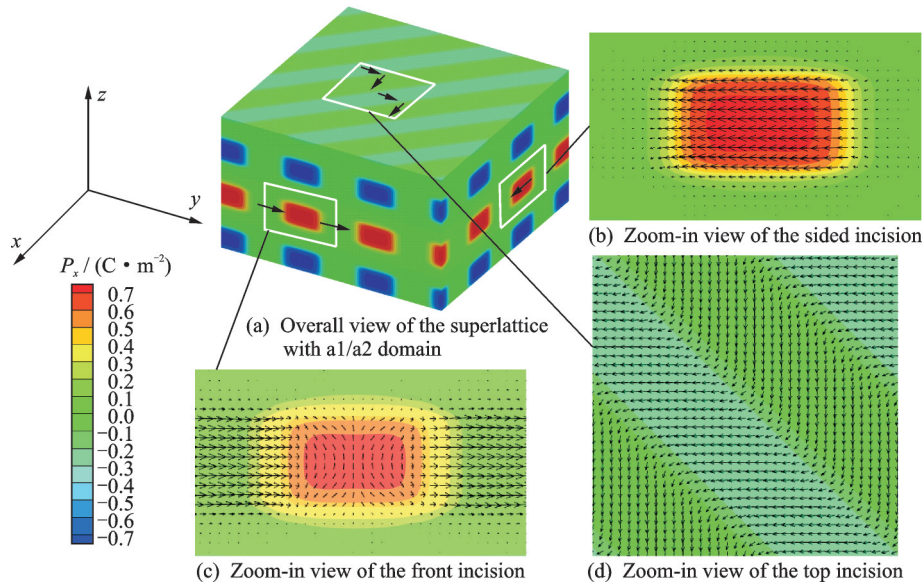 z
y
x
P_x / (C · m⁻²)
0.7
0.6
0.5
0.4
0.3
0.2
0.1
0.0
−0.1
−0.2
−0.3
−0.4
−0.5
−0.6
−0.7
(a) Overall view of the superlattice
with a1/a2 domain
(b) Zoom-in view of the sided incision
(c) Zoom-in view of the front incision
(d) Zoom-in view of the top incision